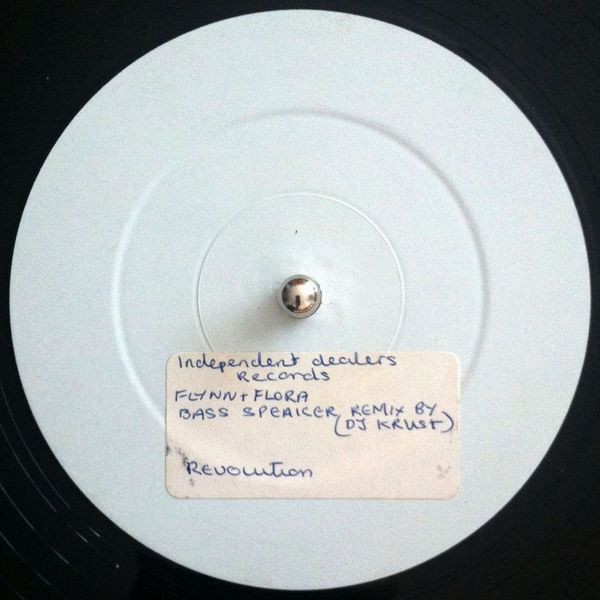 Independent dealers
Records
FLYNN + FLORA
BASS SPEAKER REMIX BY
(DJ KRUST)
REVOLUTION